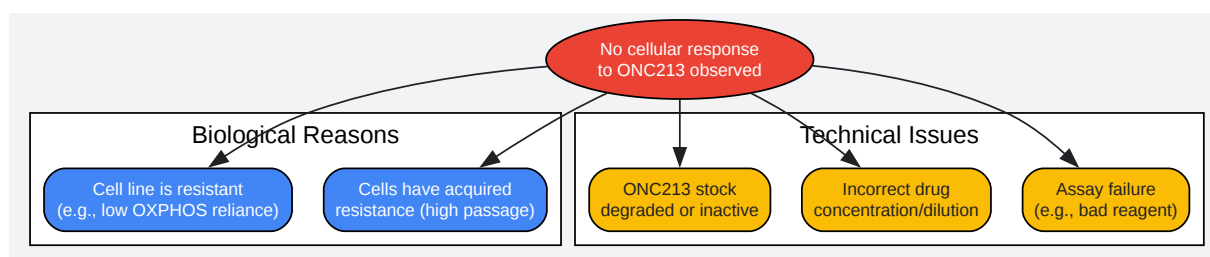 No cellular response
to ONC213 observed
Biological Reasons
Technical Issues
Cell line is resistant
(e.g., low OXPHOS reliance)
Cells have acquired
resistance (high passage)
ONC213 stock
degraded or inactive
Incorrect drug
concentration/dilution
Assay failure
(e.g., bad reagent)